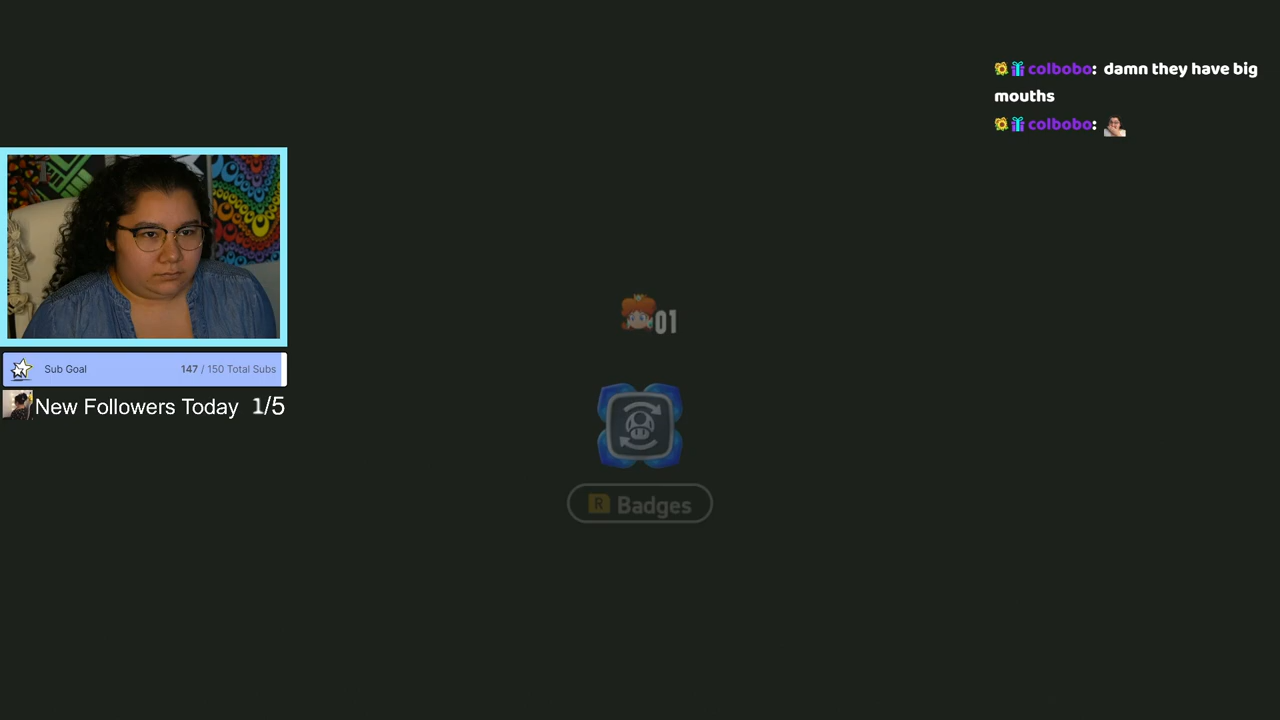 colbobo: damn they have big
mouths
colbobo:
Sub Goal 147 / 150 Total Subs
New Followers Today 1/5
01
R Badges